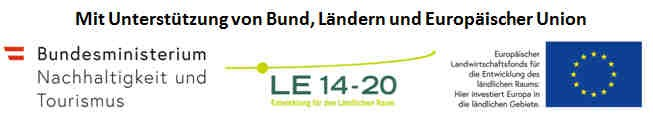 Mit Unterstützung von Bund, Ländern und Europäischer Union
Bundesministerium
Nachhaltigkeit und
Tourismus
LE 14-20
Entwicklung für den Ländlichen Raum
Europäischer
Landwirtschaftsfonds für
die Entwicklung des
ländlichen Raums:
Hier investiert Europa in
die ländlichen Gebiete.